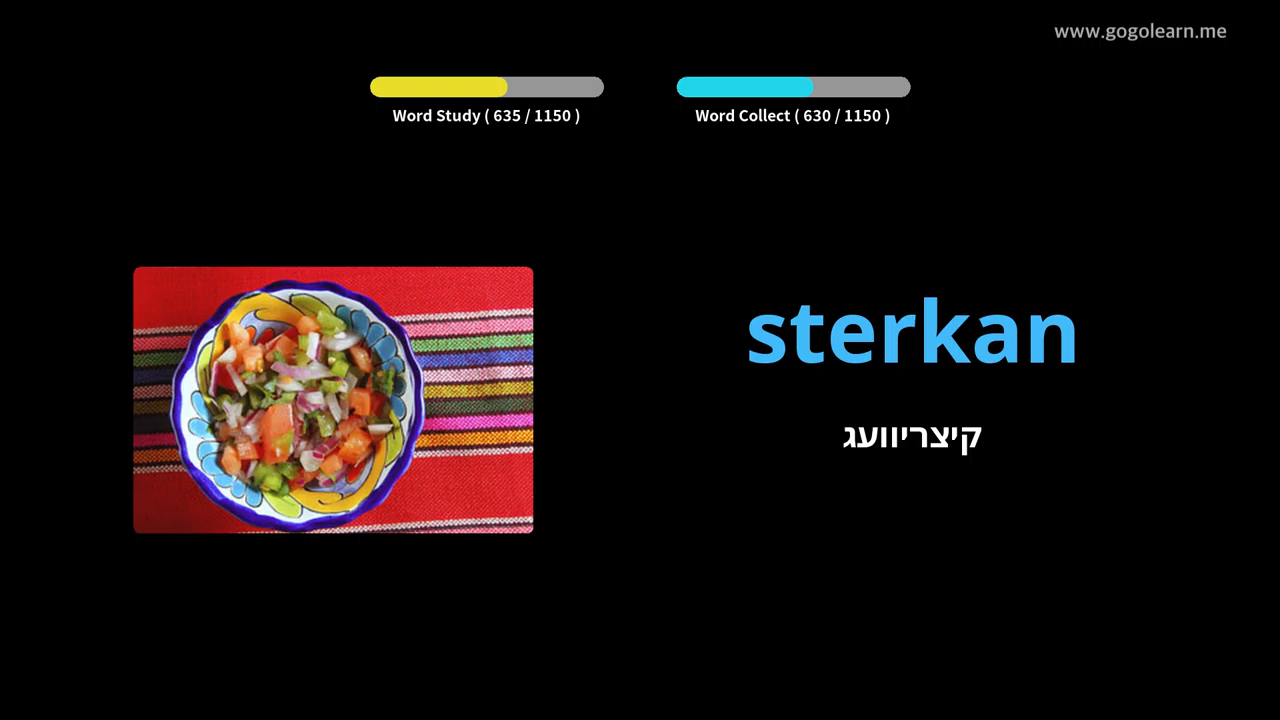 www.gogolearn.me
Word Study ( 635 / 1150 )
Word Collect ( 630 / 1150 )
sterkan
קיצריוועג